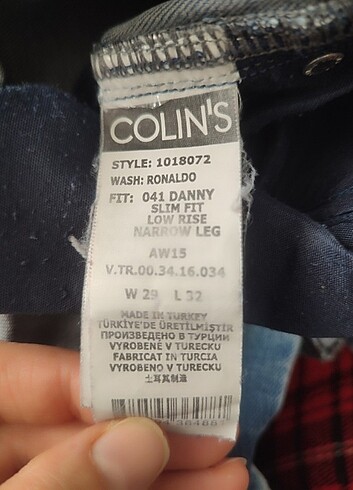 COLIN'S
STYLE: 1018072
WASH: RONALDO
FIT: 041 DANNY
SLIM FIT
LOW RISE
NARROW LEG
AW15
V.TR.00.34.16.034
W 29 L 32
MADE IN TURKEY
TÜRKİYE'DE ÜRETİLMİŞTİR
ПРОИЗВЕДЕНО В ТУРЦИИ
VYROBENÉ V TURECKU
FABRICAT IN TURCIA
VYROBENO V TURECKU
土耳其制造